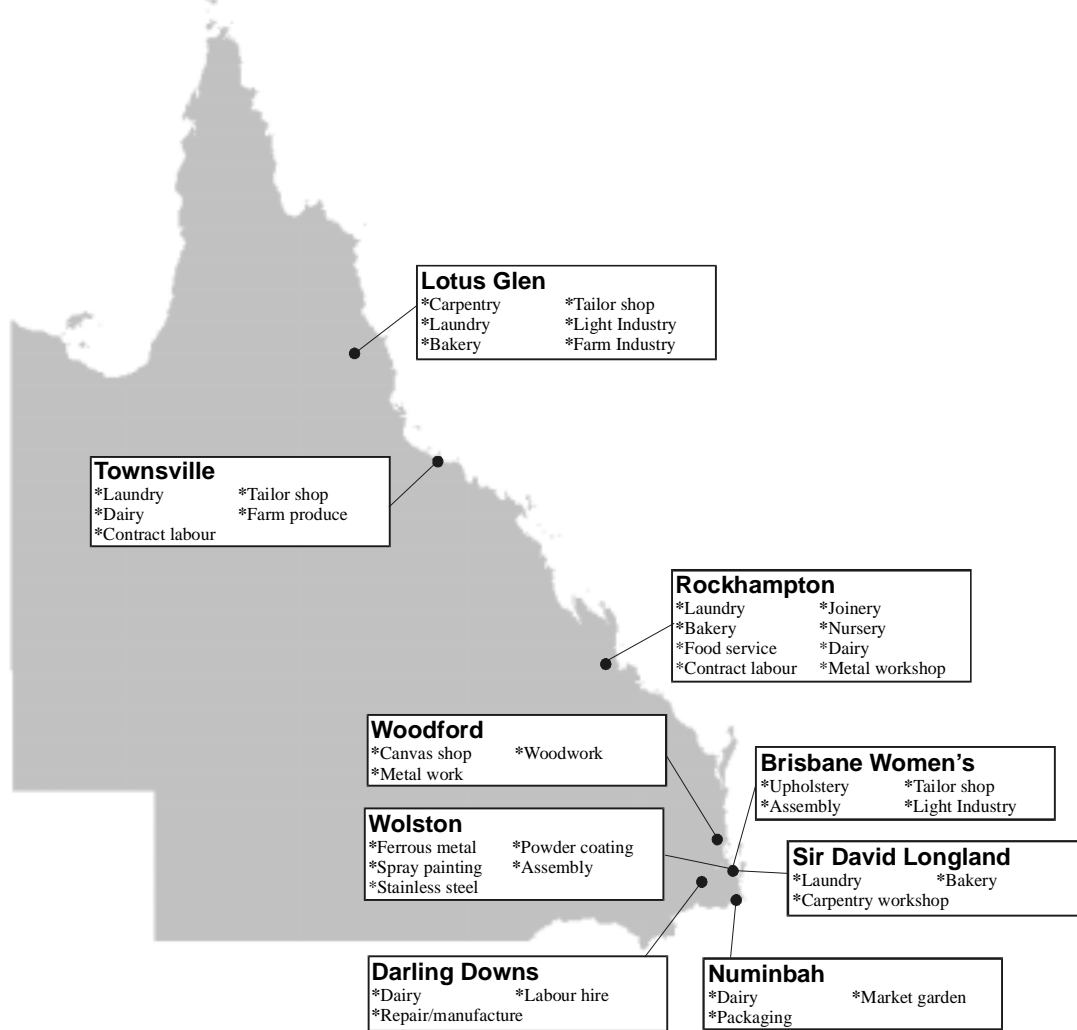 Lotus Glen
*Carpentry *Tailor shop
*Laundry *Light Industry
*Bakery *Farm Industry
Townsville
*Laundry *Tailor shop
*Dairy *Farm produce
*Contract labour
Rockhampton
*Laundry *Joinery
*Bakery *Nursery
*Food service *Dairy
*Contract labour *Metal workshop
Woodford
*Canvas shop *Woodwork
*Metal work
Brisbane Women’s
*Upholstery *Tailor shop
*Assembly *Light Industry
Wolston
*Ferrous metal *Powder coating
*Spray painting *Assembly
*Stainless steel
Sir David Longland
*Laundry *Bakery
*Carpentry workshop
Darling Downs
*Dairy *Labour hire
*Repair/manufacture
Numinbah
*Dairy *Market garden
*Packaging